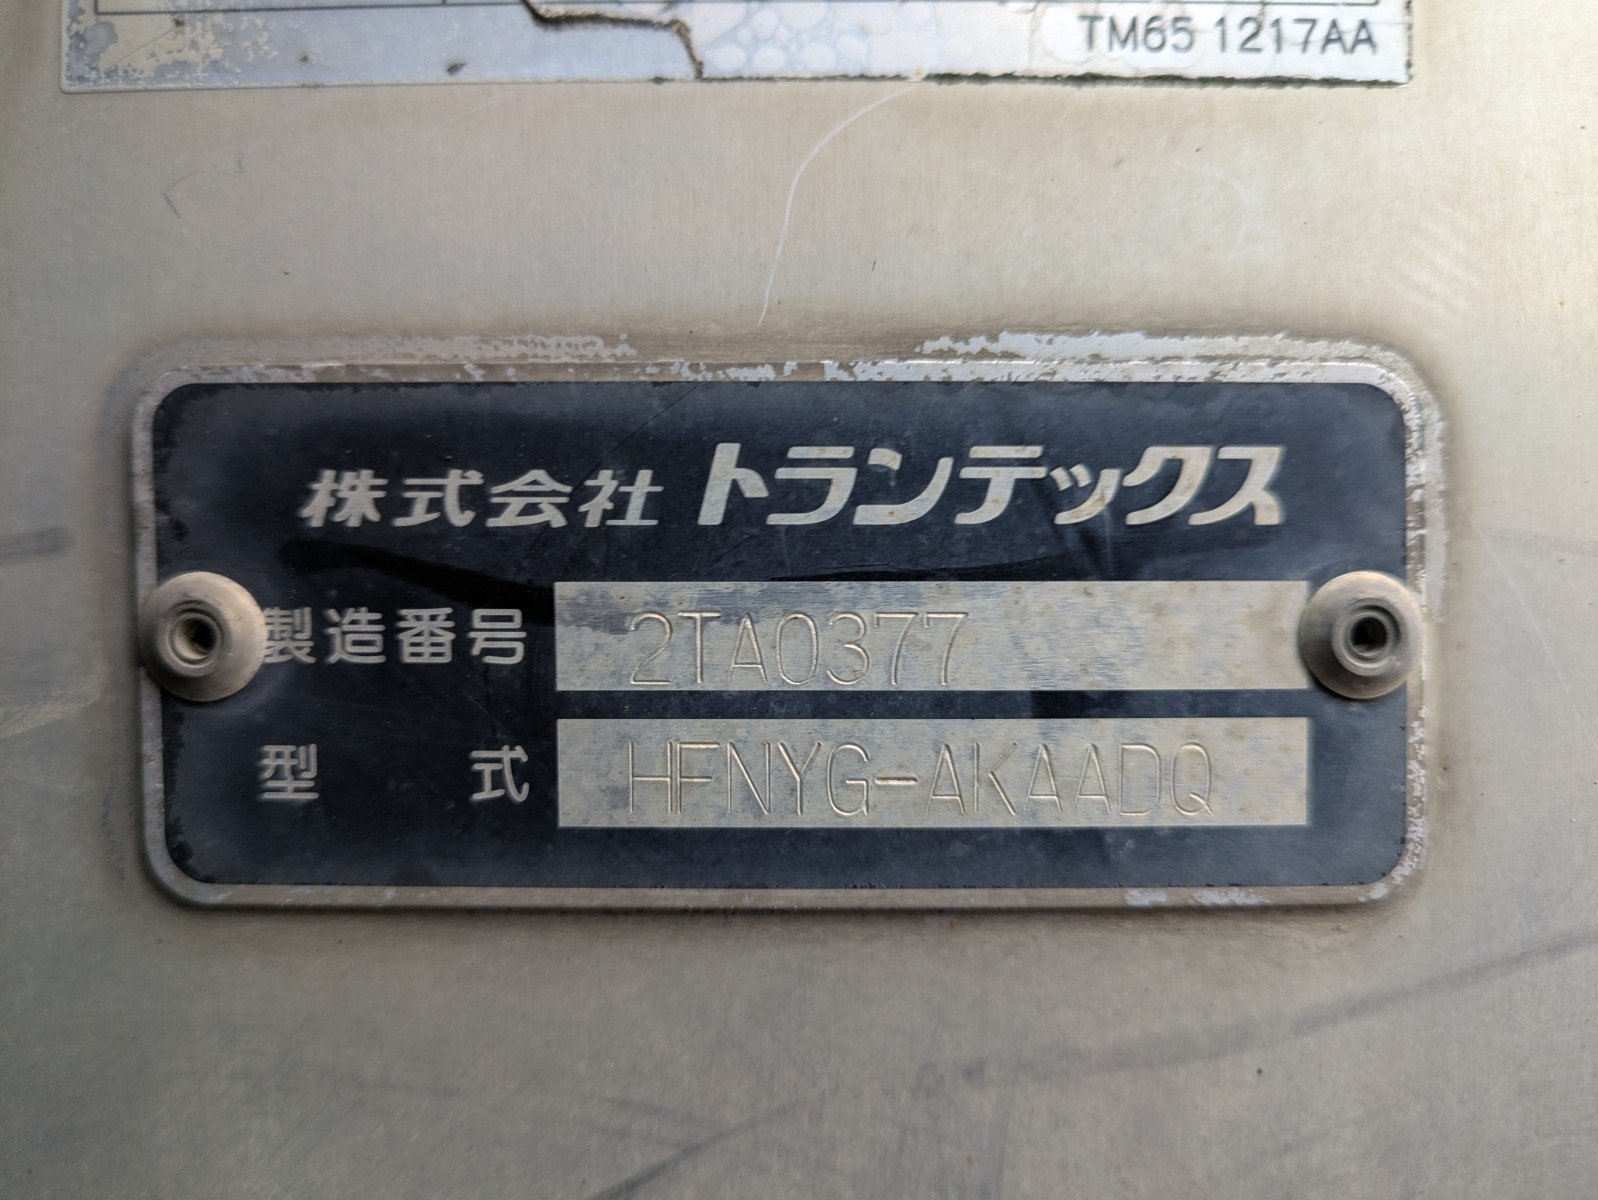 TM65 1217AA
株式会社 トランテックス
製造番号 2TA0377
型式 HFNYG-AKAADQ